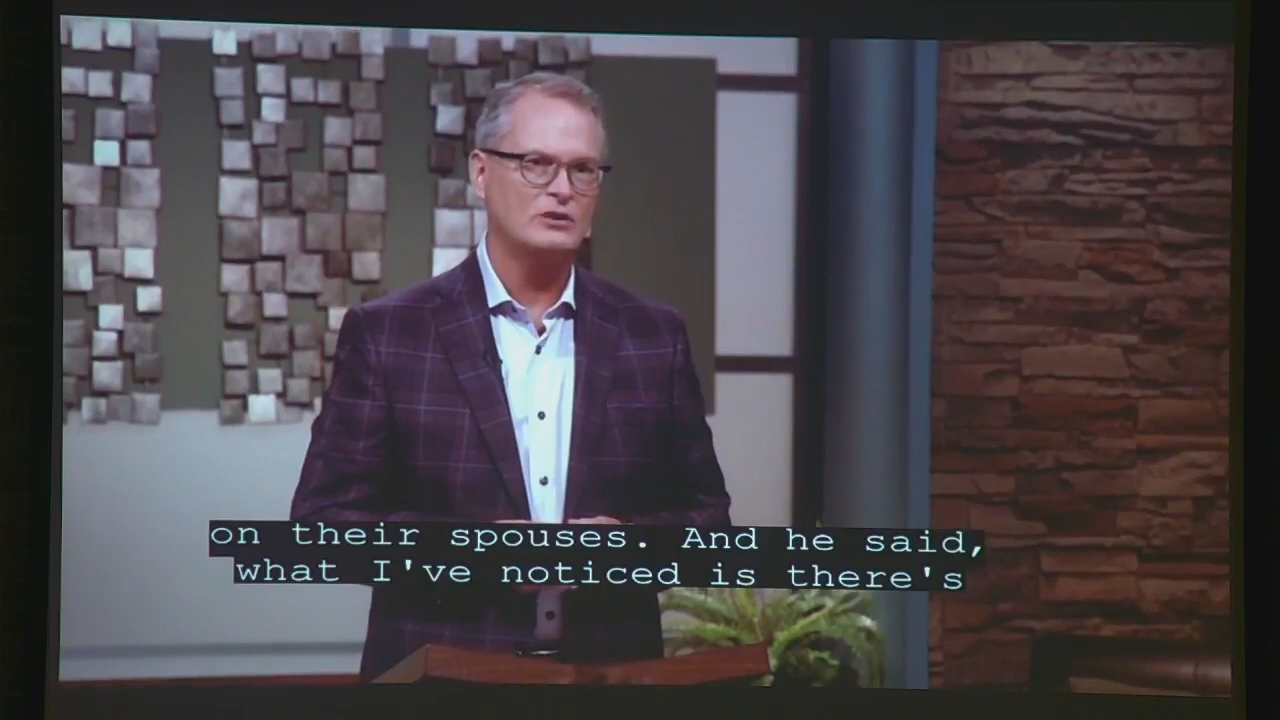 on their spouses. And he said,
what I've noticed is there's